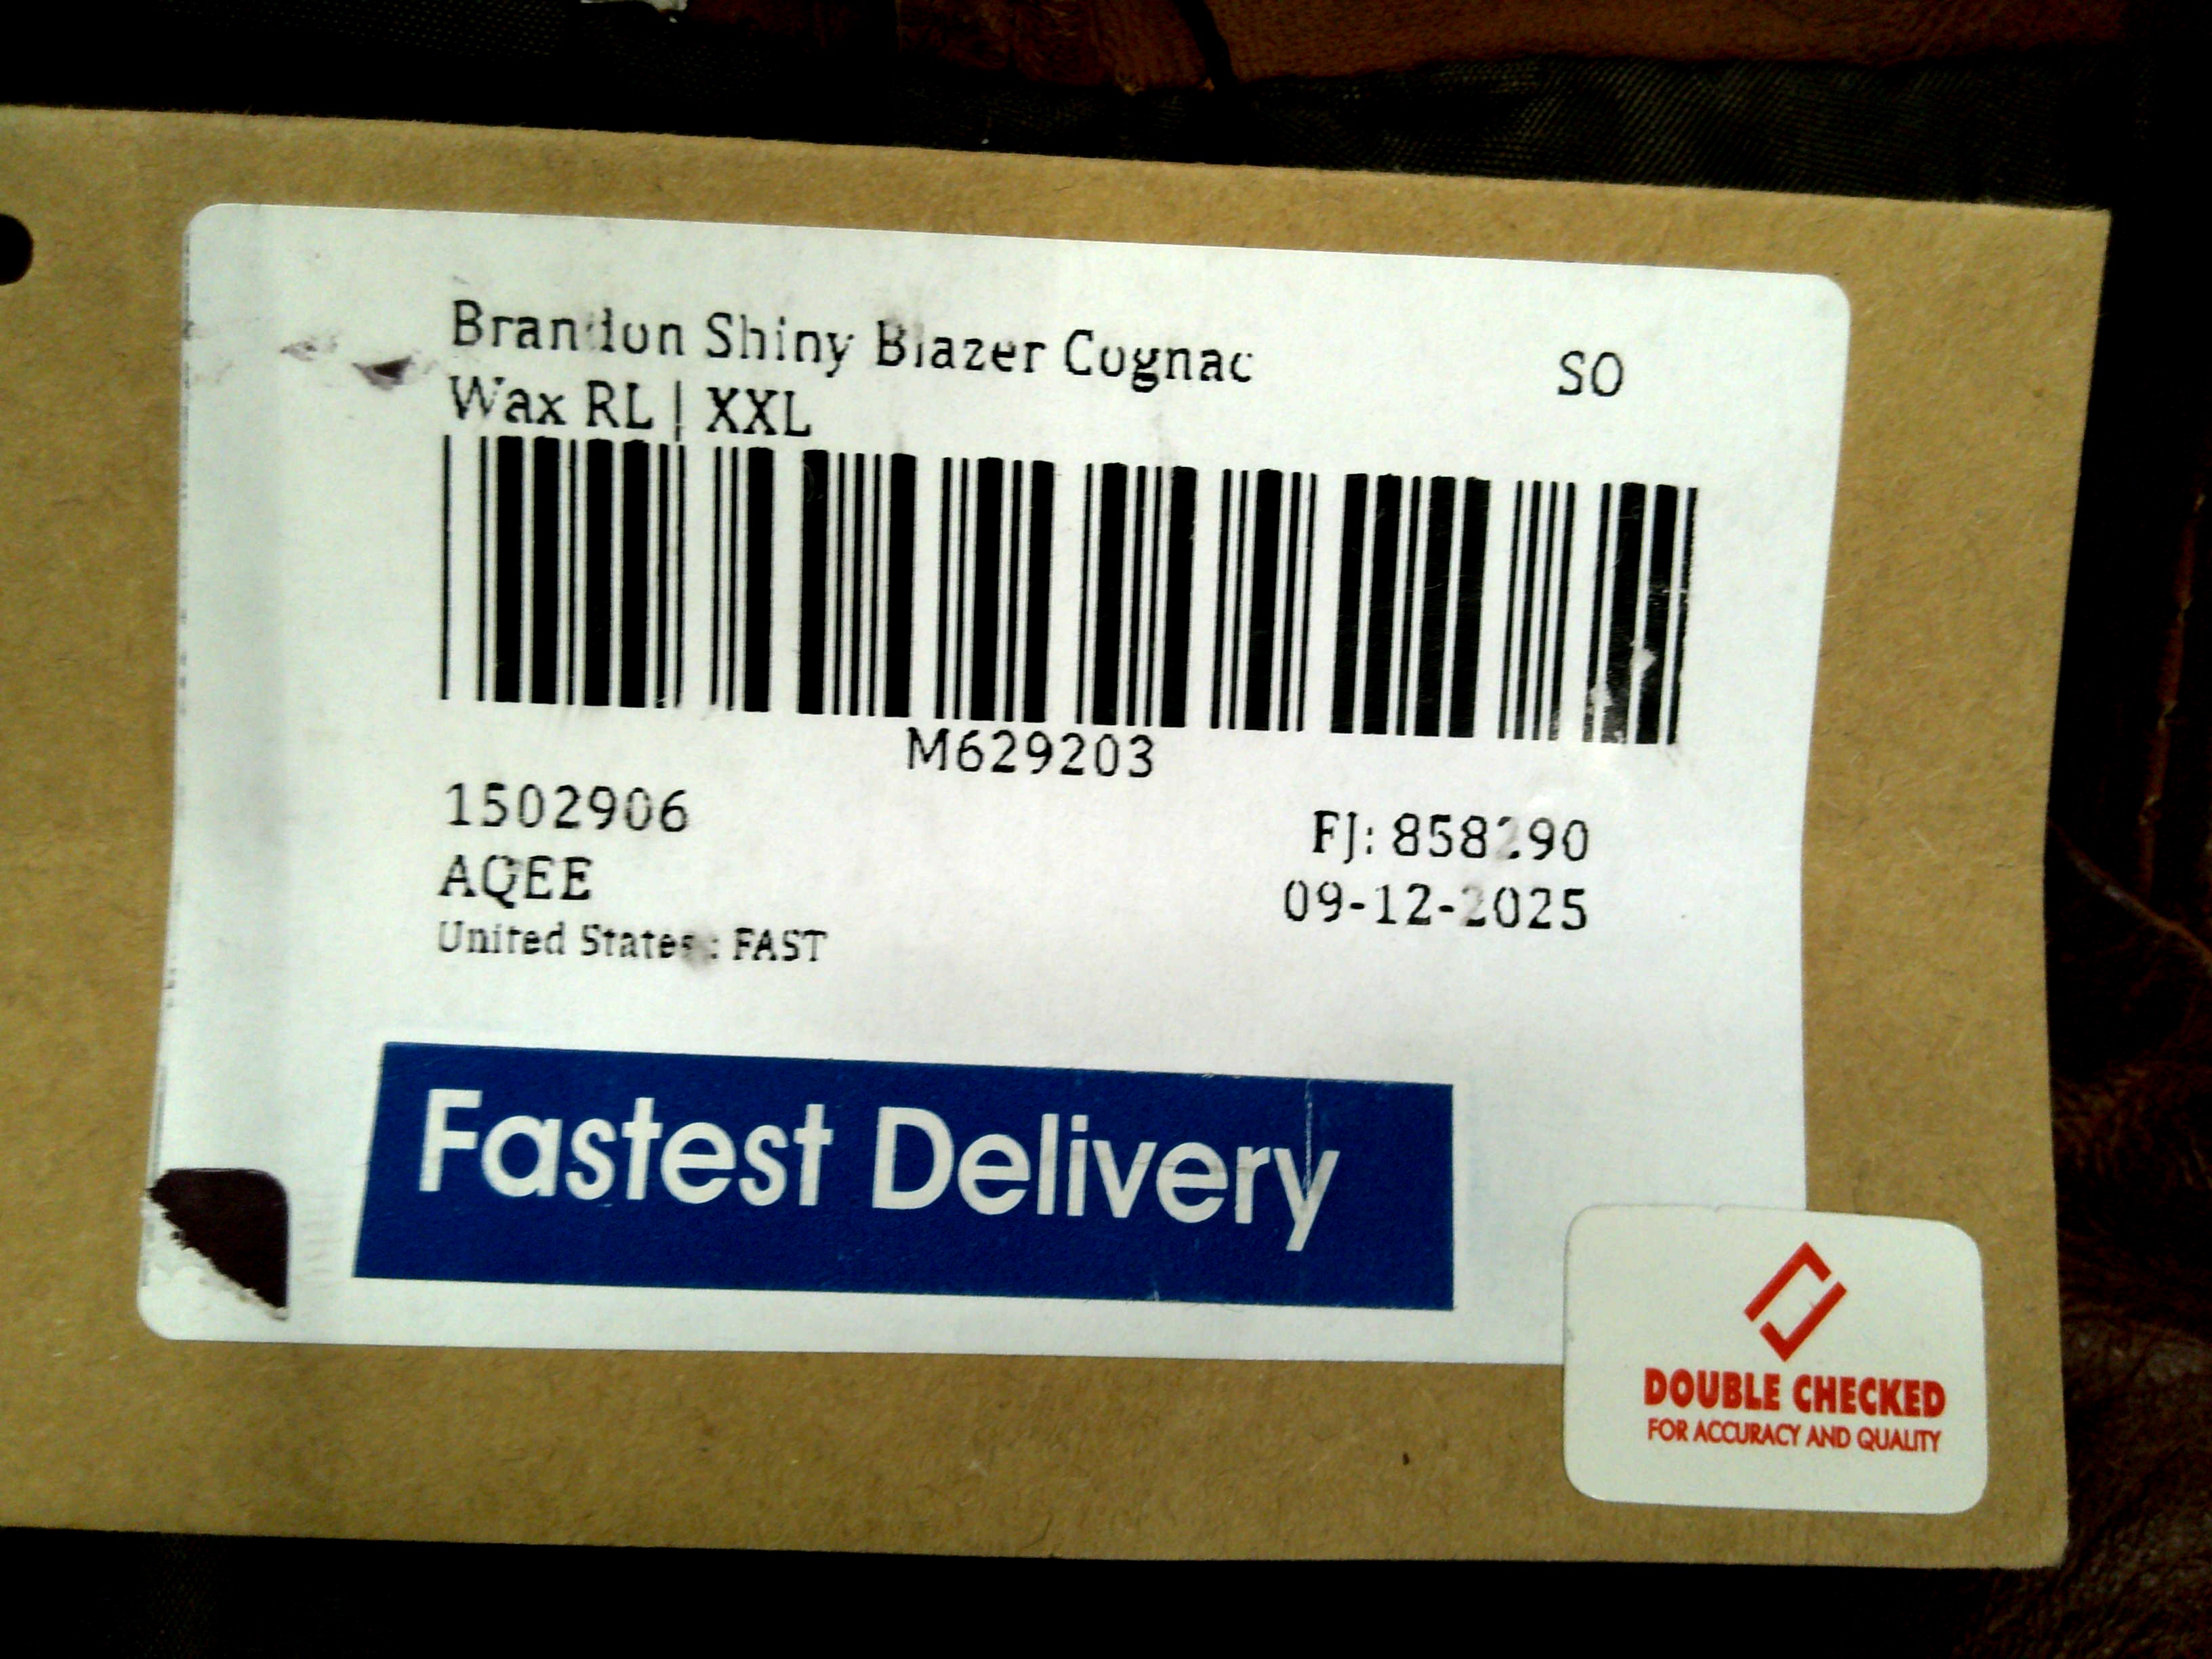 Brandon Shiny Blazer Cognac
Wax RL | XXL
SO
M629203
1502906
AQEE
United States : FAST
FJ:
09-12-2025
Fastest Delivery
DOUBLE CHECKED
FOR ACCURACY AND QUALITY